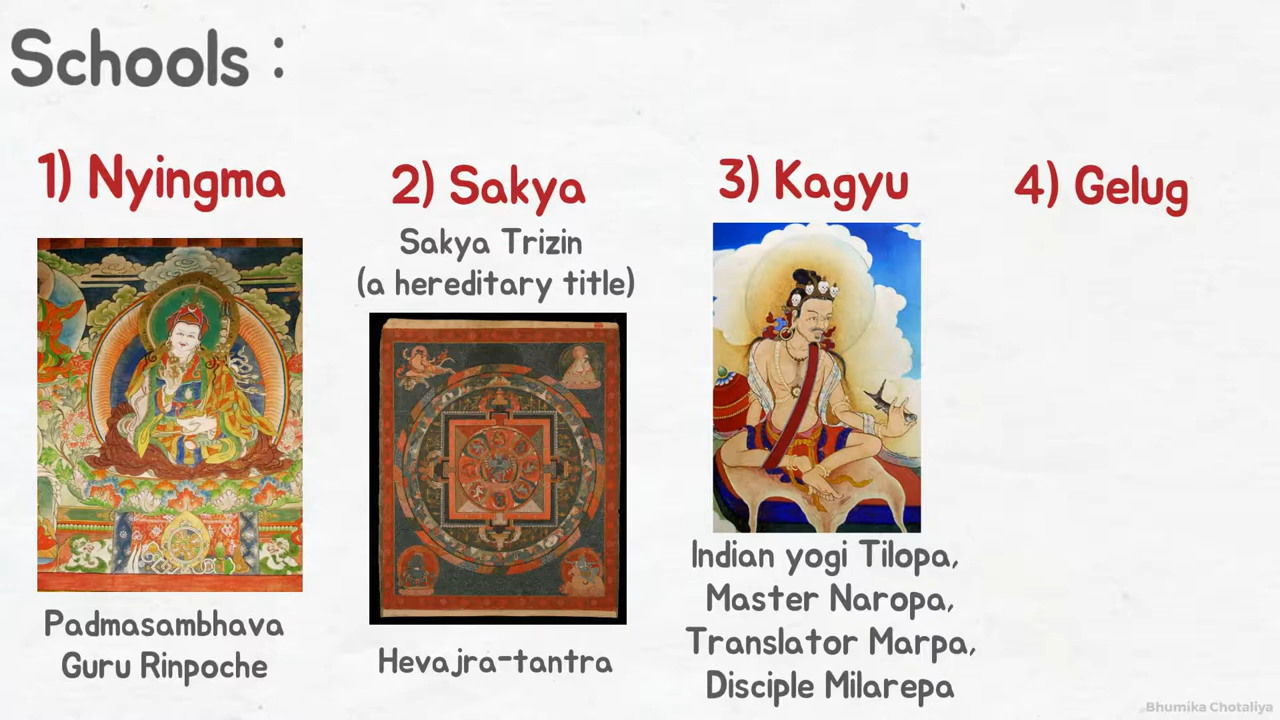 Schools :
1) Nyingma
Padmasambhava
Guru Rinpoche
2) Sakya
Sakya Trizin
(a hereditary title)
Hevajra-tantra
3) Kagyu
Indian yogi Tilopa,
Master Naropa,
Translator Marpa,
Disciple Milarepa
4) Gelug
Bhumika Chotaliya